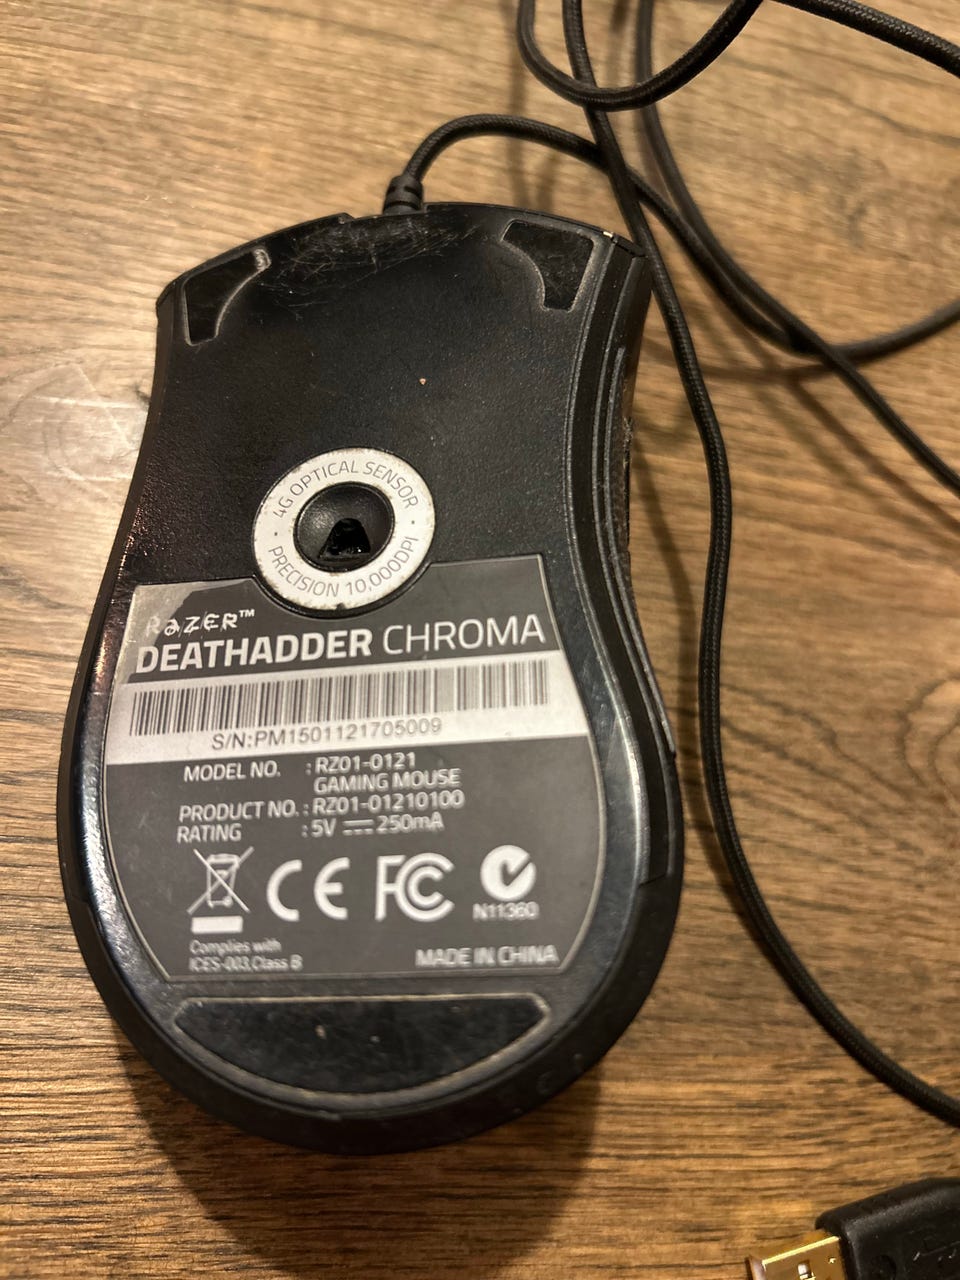 4G OPTICAL SENSOR
PRECISION 10,000DPI
RAZER™
DEATHADDER CHROMA
S/N:PM1501121705009
MODEL NO. : RZ01-0121
GAMING MOUSE
PRODUCT NO. : RZ01-01210100
RATING : 5V ⎓ 250mA
CE FC
N11360
Complies with
ICES-003,Class B
MADE IN CHINA